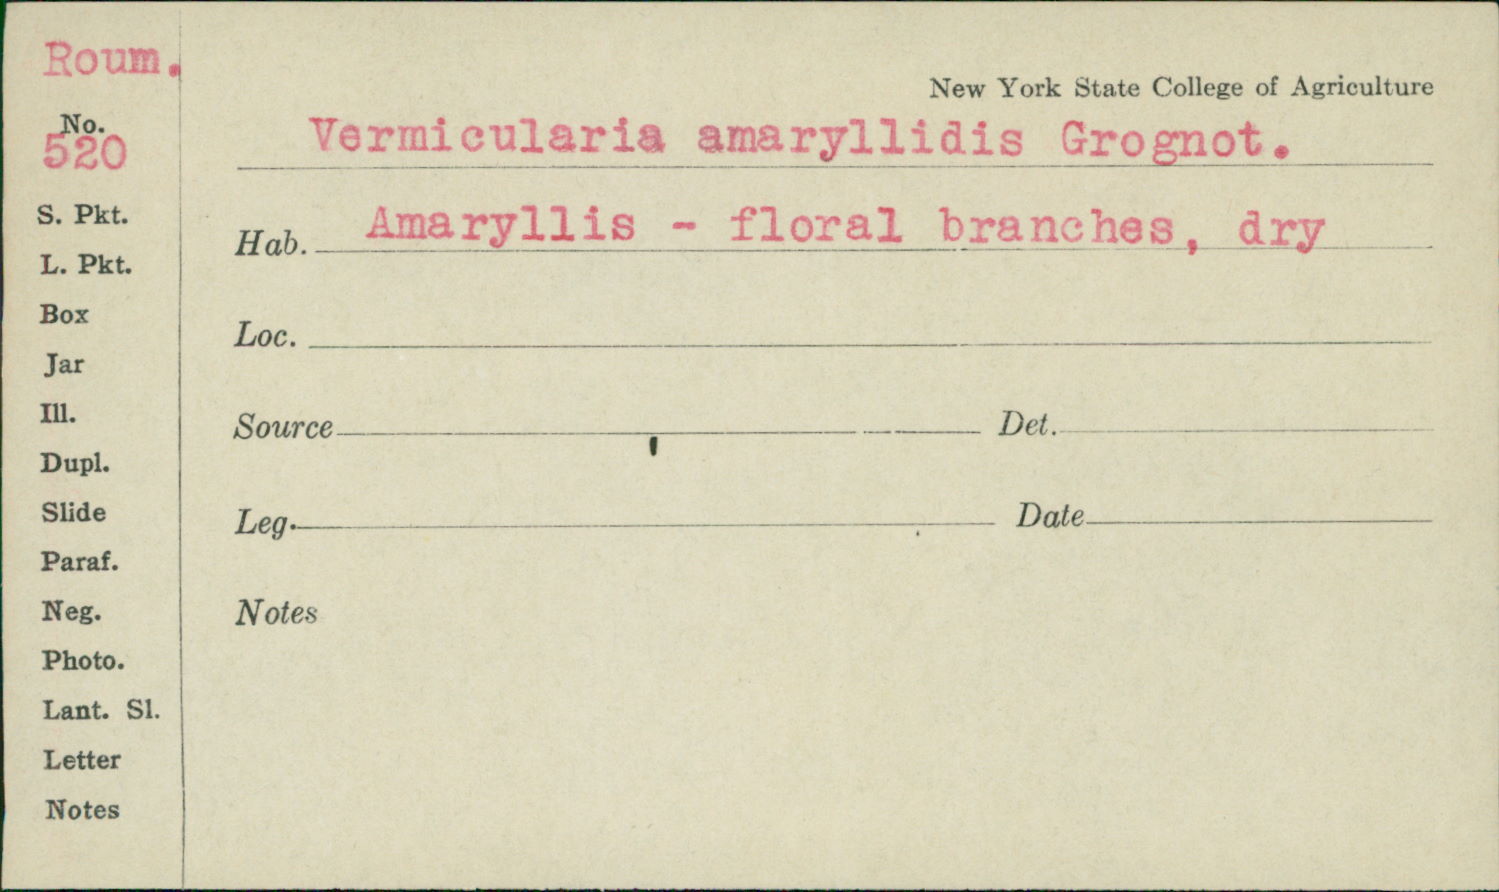 Roum.
New York State College of Agriculture
No.
520
Vermicularia amaryllidis Grognot.
S. Pkt.
Hab. Amaryllis - floral branches, dry
L. Pkt.
Box
Loc.
Jar
Ill.
Source Det.
Dupl.
Slide
Leg. Date
Paraf.
Neg.
Notes
Photo.
Lant. Sl.
Letter
Notes